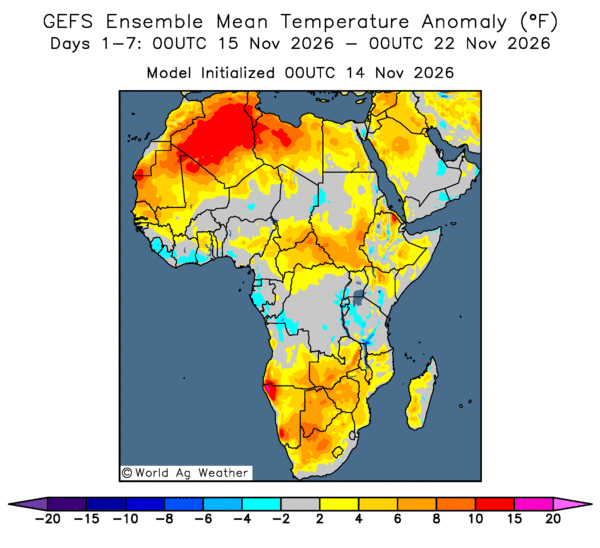 GEFS Ensemble Mean Temperature Anomaly (°F)
Days 1-7: 00UTC 15 Nov 2026 - 00UTC 22 Nov 2026
Model Initialized 00UTC 14 Nov 2026
©World Ag Weather
-20 -15 -10 -8 -6 -4 -2 2 4 6 8 10 15 20